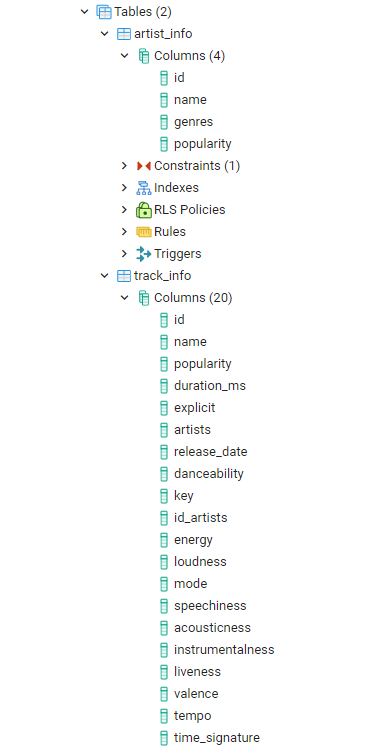 Tables (2)
artist_info
Columns (4)
id
name
genres
popularity
Constraints (1)
Indexes
RLS Policies
Rules
Triggers
track_info
Columns (20)
id
name
popularity
duration_ms
explicit
artists
release_date
danceability
key
id_artists
energy
loudness
mode
speechiness
acousticness
instrumentalness
liveness
valence
tempo
time_signature